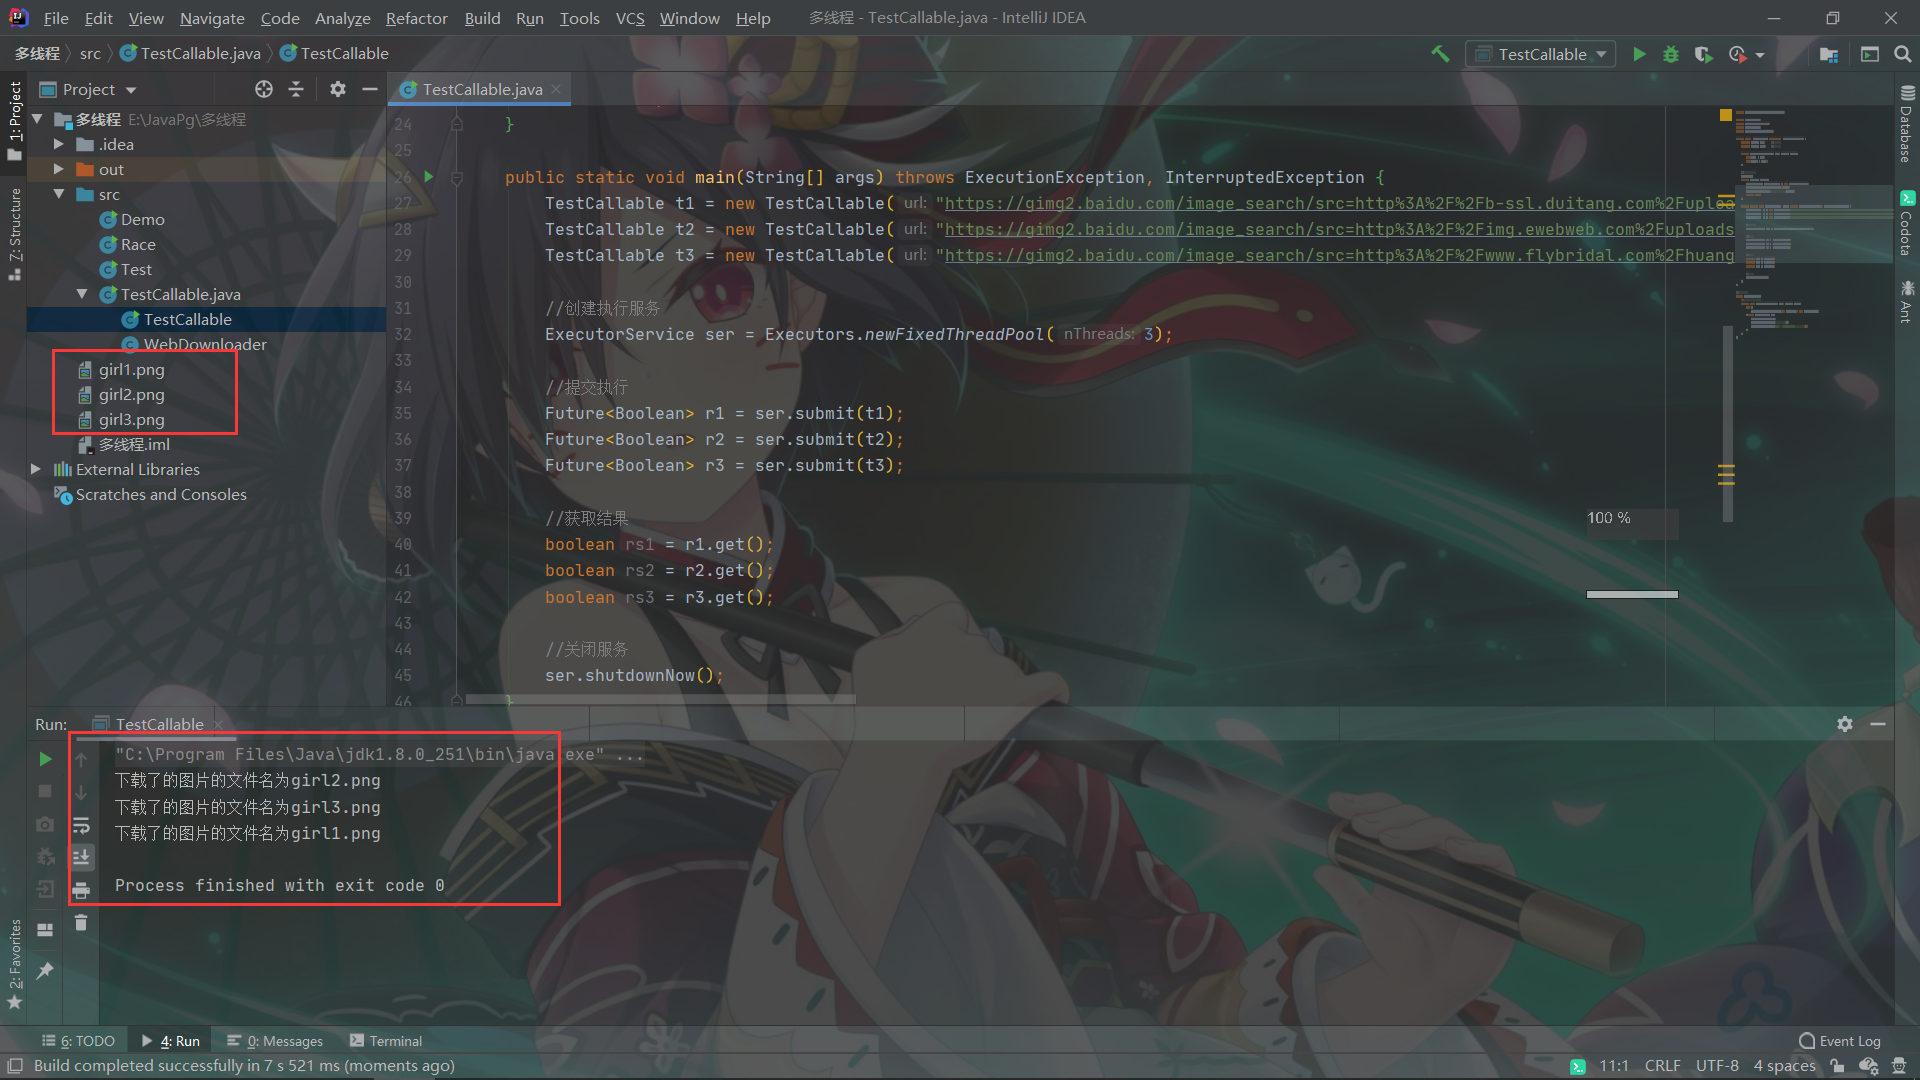 File Edit View Navigate Code Analyze Refactor Build Run Tools VCS Window Help 多线程 - TestCallable.java - IntelliJ IDEA
多线程 src TestCallable.java TestCallable
TestCallable
Project
TestCallable.java
1: Project
7: Structure
2: Favorites
Database
Codota
Ant
多线程 E:\JavaPg\多线程
.idea
out
src
Demo
Race
Test
TestCallable.java
TestCallable
WebDownloader
girl1.png
girl2.png
girl3.png
多线程.iml
External Libraries
Scratches and Consoles
24 }
25
26 public static void main(String[] args) throws ExecutionException, InterruptedException {
27 TestCallable t1 = new TestCallable( url: "https://gimg2.baidu.com/image_search/src=http%3A%2F%2Fb-ssl.duitang.com%2Fuploa
28 TestCallable t2 = new TestCallable( url: "https://gimg2.baidu.com/image_search/src=http%3A%2F%2Fimg.ewebweb.com%2Fuploads
29 TestCallable t3 = new TestCallable( url: "https://gimg2.baidu.com/image_search/src=http%3A%2F%2Fwww.flybridal.com%2Fhuang
30
31 //创建执行服务
32 ExecutorService ser = Executors.newFixedThreadPool( nThreads: 3);
33
34 //提交执行
35 Future<Boolean> r1 = ser.submit(t1);
36 Future<Boolean> r2 = ser.submit(t2);
37 Future<Boolean> r3 = ser.submit(t3);
38
39 //获取结果
40 boolean rs1 = r1.get();
41 boolean rs2 = r2.get();
42 boolean rs3 = r3.get();
43
44 //关闭服务
45 ser.shutdownNow();
46 }
100 %
Run: TestCallable
"C:\Program Files\Java\jdk1.8.0_251\bin\java.exe" ...
下载了的图片的文件名为girl2.png
下载了的图片的文件名为girl3.png
下载了的图片的文件名为girl1.png
Process finished with exit code 0
6: TODO 4: Run 0: Messages Terminal Event Log
Build completed successfully in 7 s 521 ms (moments ago) 11:1 CRLF UTF-8 4 spaces